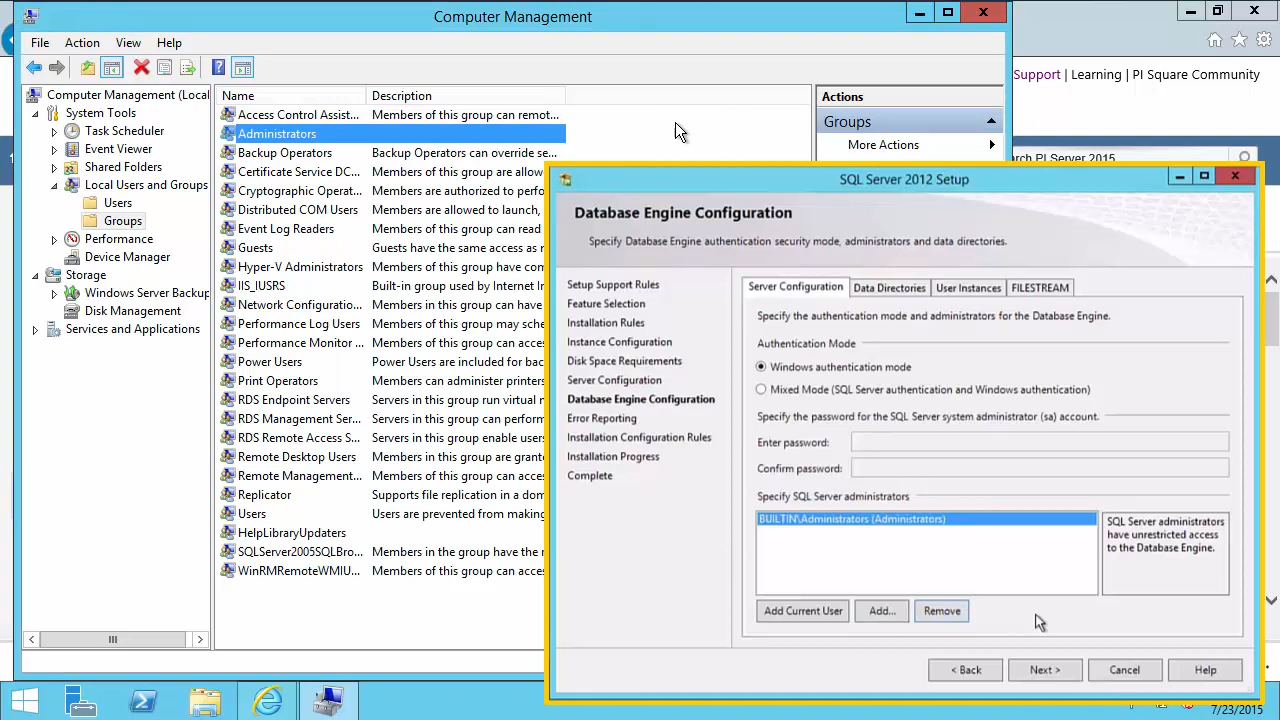 Computer Management
File Action View Help
Support | Learning | PI Square Community
Computer Management (Local
System Tools
Task Scheduler
Event Viewer
Shared Folders
Local Users and Groups
Users
Groups
Performance
Device Manager
Storage
Windows Server Backup
Disk Management
Services and Applications
Name Description
Access Control Assist... Members of this group can remot...
Administrators
Backup Operators Backup Operators can override se...
Certificate Service DC... Members of this group are allow
Cryptographic Operat... Members are authorized to perfo
Distributed COM Users Members are allowed to launch,
Event Log Readers Members of this group can read
Guests Guests have the same access as n
Hyper-V Administrators Members of this group have com
IIS_IUSRS Built-in group used by Internet In
Network Configuratio... Members in this group can have
Performance Log Users Members of this group may sche
Performance Monitor ... Members of this group can acces
Power Users Power Users are included for bac
Print Operators Members can administer printers
RDS Endpoint Servers Servers in this group run virtual n
RDS Management Ser... Servers in this group can perfor
RDS Remote Access S... Servers in this group enable users
Remote Desktop Users Members in this group are grante
Remote Management... Members of this group can acces
Replicator Supports file replication in a dom
Users Users are prevented from making
HelpLibraryUpdaters
SQLServer2005SQLBro... Members in the group have the r
WinRMRemoteWMIU... Members of this group can acces
Actions
Groups
More Actions
rch PI Server 2015
SQL Server 2012 Setup
Database Engine Configuration
Specify Database Engine authentication security mode, administrators and data directories.
Setup Support Rules
Feature Selection
Installation Rules
Instance Configuration
Disk Space Requirements
Server Configuration
Database Engine Configuration
Error Reporting
Installation Configuration Rules
Installation Progress
Complete
Server Configuration Data Directories User Instances FILESTREAM
Specify the authentication mode and administrators for the Database Engine.
Authentication Mode
Windows authentication mode
Mixed Mode (SQL Server authentication and Windows authentication)
Specify the password for the SQL Server system administrator (sa) account.
Enter password:
Confirm password:
Specify SQL Server administrators
BUILTIN\Administrators (Administrators)
SQL Server administrators
have unrestricted access
to the Database Engine.
Add Current User Add... Remove
< Back Next > Cancel Help
7/23/2015